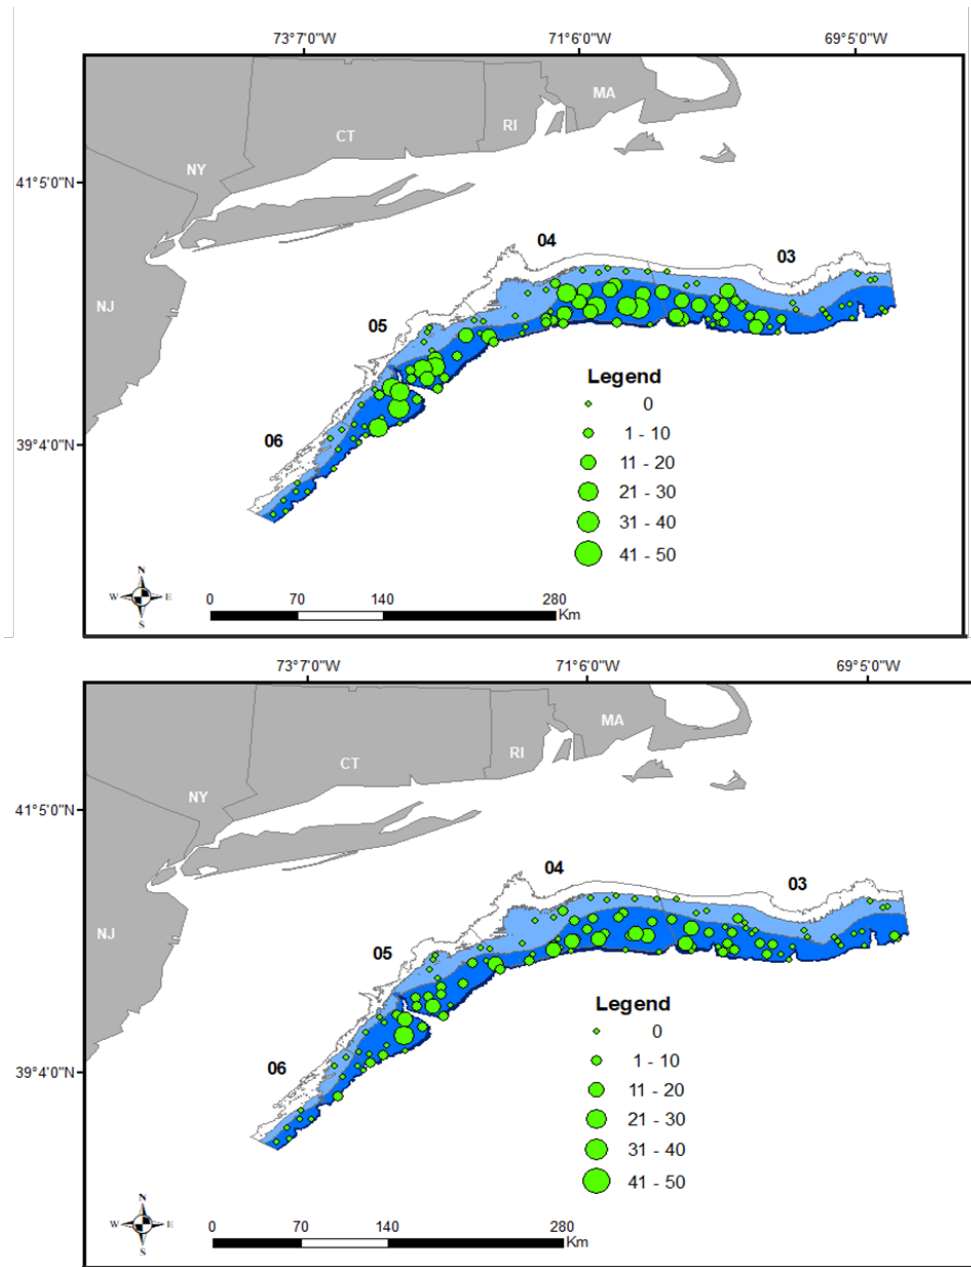 73°7'0"W 71°6'0"W 69°5'0"W
MA
RI
CT
NY
41°5'0"N
04
03
NJ
05
Legend
0
1 - 10
39°4'0"N
06
11 - 20
21 - 30
31 - 40
41 - 50
N
W E
S
0 70 140 280
Km
73°7'0"W 71°6'0"W 69°5'0"W
MA
RI
CT
NY
41°5'0"N
04
03
NJ
05
Legend
0
1 - 10
39°4'0"N
06
11 - 20
21 - 30
31 - 40
41 - 50
N
W E
S
0 70 140 280
Km